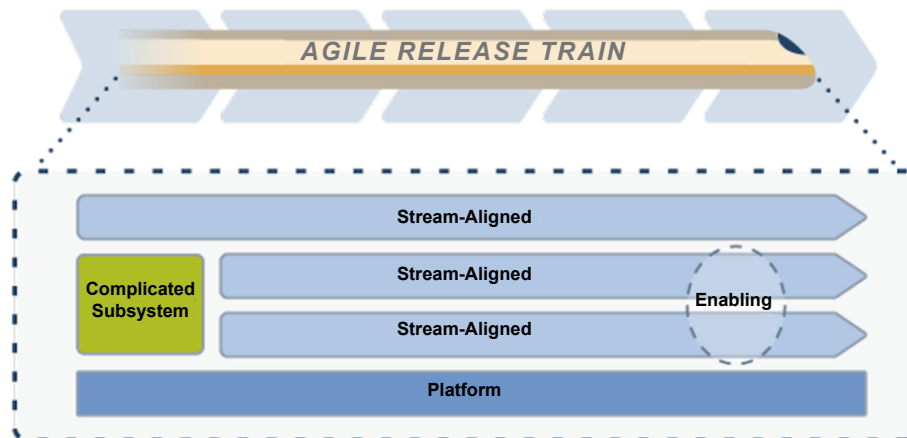 AGILE RELEASE TRAIN
Stream-Aligned
Complicated
Subsystem
Stream-Aligned
Enabling
Stream-Aligned
Platform